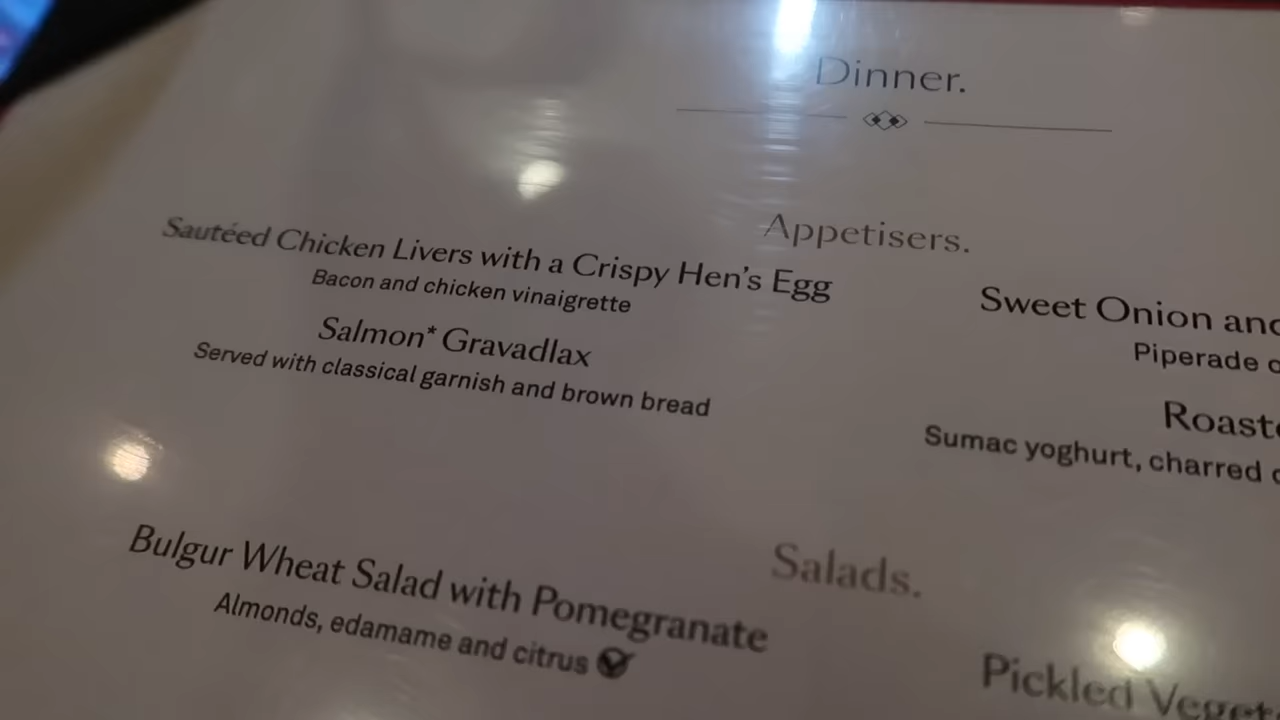 Dinner.
Appetisers.
Sautéed Chicken Livers with a Crispy Hen's Egg
Bacon and chicken vinaigrette
Salmon* Gravadlax
Served with classical garnish and brown bread
Sweet Onion and
Piperade
Sumac yoghurt, charred
Salads.
Bulgur Wheat Salad with Pomegranate
Almonds, edamame and citrus
Pickled